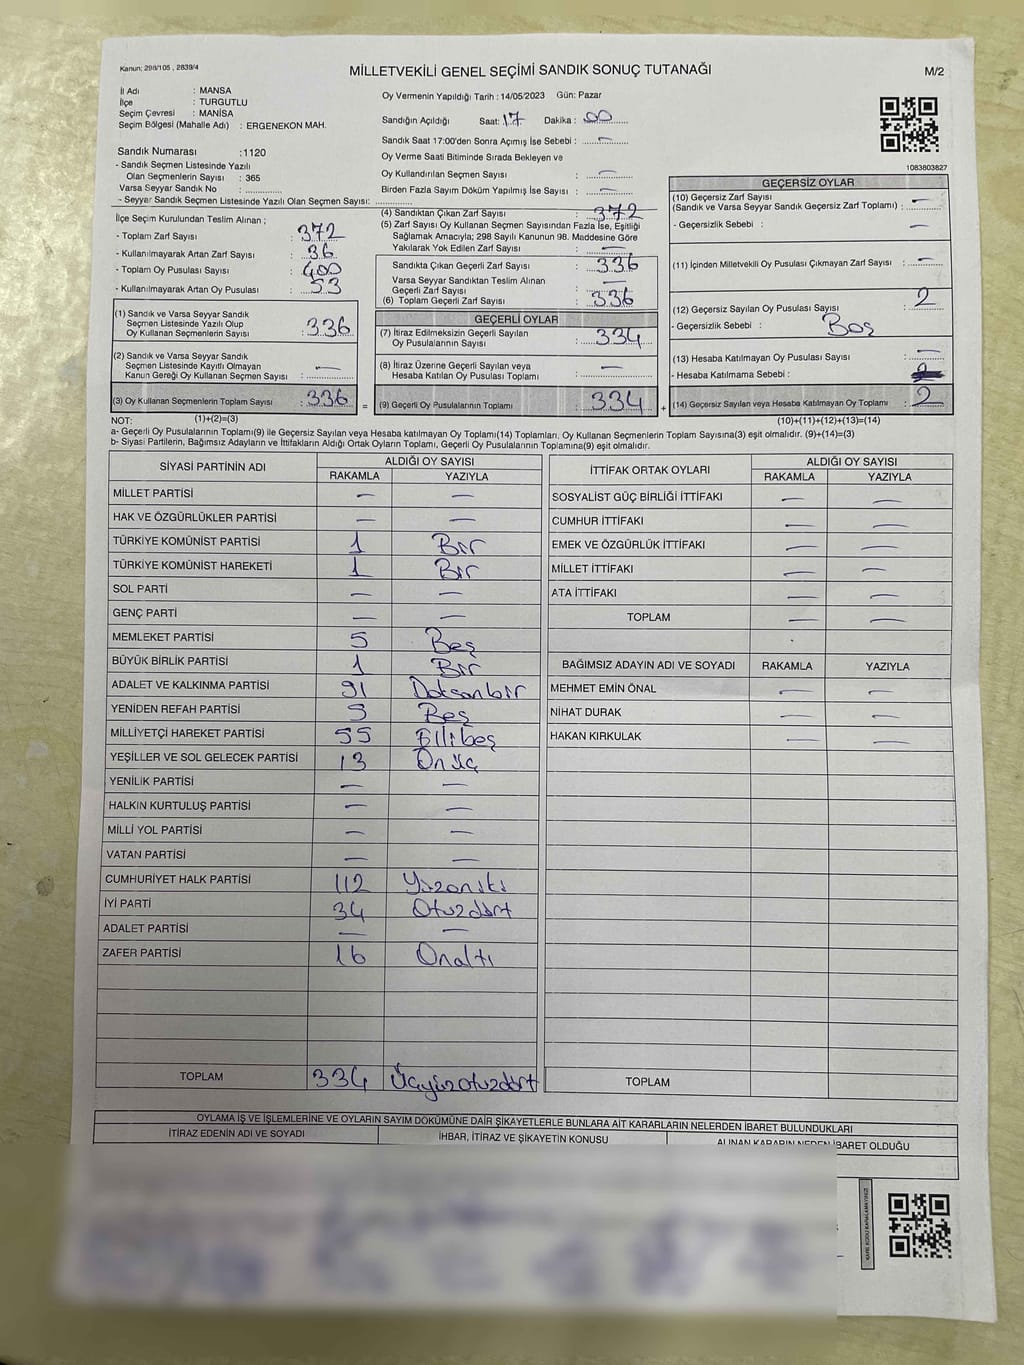 Kanun: 298/105 , 2839/4
MİLLETVEKİLİ GENEL SEÇİMİ SANDIK SONUÇ TUTANAĞI
M/2
İl Adı : MANİSA
İlçe : TURGUTLU
Seçim Çevresi : MANİSA
Seçim Bölgesi (Mahalle Adı) : ERGENEKON MAH.
Oy Vermenin Yapıldığı Tarih : 14/05/2023 Gün: Pazar
Sandığın Açıldığı Saat: 17 Dakika : 00
Sandık Saat 17:00'den Sonra Açımış İse Sebebi : —
Oy Verme Saati Bitiminde Sırada Bekleyen ve
Oy Kullandırılan Seçmen Sayısı : —
Birden Fazla Sayım Döküm Yapılmış İse Sayısı : —
Sandık Numarası :1120
- Sandık Seçmen Listesinde Yazılı
Olan Seçmenlerin Sayısı : 365
Varsa Seyyar Sandık No :
- Seyyar Sandık Seçmen Listesinde Yazılı Olan Seçmen Sayısı:
1083803827
İlçe Seçim Kurulundan Teslim Alınan ;
- Toplam Zarf Sayısı : 372
- Kullanılmayarak Artan Zarf Sayısı : 36
- Toplam Oy Pusulası Sayısı : 400
- Kullanılmayarak Artan Oy Pusulası : 53
(1) Sandık ve Varsa Seyyar Sandık
Seçmen Listesinde Yazılı Olup
Oy Kullanan Seçmenlerin Sayısı : 336
(2) Sandık ve Varsa Seyyar Sandık
Seçmen Listesinde Kayıtlı Olmayan
Kanun Gereği Oy Kullanan Seçmen Sayısı : —
(3) Oy Kullanan Seçmenlerin Toplam Sayısı : 336 =
(4) Sandıktan Çıkan Zarf Sayısı : 372
(5) Zarf Sayısı Oy Kullanan Seçmen Sayısından Fazla İse, Eşitliği
Sağlamak Amacıyla; 298 Sayılı Kanunun 98. Maddesine Göre
Yakılarak Yok Edilen Zarf Sayısı : —
Sandıkta Çıkan Geçerli Zarf Sayısı : 336
Varsa Seyyar Sandıktan Teslim Alınan
Geçerli Zarf Sayısı : —
(6) Toplam Geçerli Zarf Sayısı : 336
GEÇERLİ OYLAR
(7) İtiraz Edilmeksizin Geçerli Sayılan
Oy Pusulalarının Sayısı : 334
(8) İtiraz Üzerine Geçerli Sayılan veya
Hesaba Katılan Oy Pusulası Toplamı : —
(9) Geçerli Oy Pusulalarının Toplamı : 334 +
GEÇERSİZ OYLAR
(10) Geçersiz Zarf Sayısı
(Sandık ve Varsa Seyyar Sandık Geçersiz Zarf Toplamı) : —
- Geçersizlik Sebebi : —
(11) İçinden Milletvekili Oy Pusulası Çıkmayan Zarf Sayısı : —
(12) Geçersiz Sayılan Oy Pusulası Sayısı : 2
- Geçersizlik Sebebi : Boş
(13) Hesaba Katılmayan Oy Pusulası Sayısı : —
- Hesaba Katılmama Sebebi :
(14) Geçersiz Sayılan veya Hesaba Katılmayan Oy Toplamı : 2
NOT: (1)+(2)=(3)
(10)+(11)+(12)+(13)=(14)
a- Geçerli Oy Pusulalarının Toplamı(9) ile Geçersiz Sayılan veya Hesaba katılmayan Oy Toplamı(14) Toplamları, Oy Kullanan Seçmenlerin Toplam Sayısına(3) eşit olmalıdır. (9)+(14)=(3)
b- Siyasi Partilerin, Bağımsız Adayların ve İttifakların Aldığı Ortak Oyların Toplamı, Geçerli Oy Pusulalarının Toplamına(9) eşit olmalıdır.
SİYASİ PARTİNİN ADI ALDIĞI OY SAYISI
RAKAMLA YAZIYLA
MİLLET PARTİSİ — —
HAK VE ÖZGÜRLÜKLER PARTİSİ — —
TÜRKİYE KOMÜNİST PARTİSİ 1 Bir
TÜRKİYE KOMÜNİST HAREKETİ 1 Bir
SOL PARTİ — —
GENÇ PARTİ — —
MEMLEKET PARTİSİ 5 Beş
BÜYÜK BİRLİK PARTİSİ 1 Bir
ADALET VE KALKINMA PARTİSİ 91 Doksanbir
YENİDEN REFAH PARTİSİ 5 Beş
MİLLİYETÇİ HAREKET PARTİSİ 55 Ellibeş
YEŞİLLER VE SOL GELECEK PARTİSİ 13 Onüç
YENİLİK PARTİSİ — —
HALKIN KURTULUŞ PARTİSİ — —
MİLLİ YOL PARTİSİ — —
VATAN PARTİSİ — —
CUMHURİYET HALK PARTİSİ 112 Yüzoniki
İYİ PARTİ 34 Otuzdört
ADALET PARTİSİ — —
ZAFER PARTİSİ 16 Onaltı
TOPLAM 334 Üçyüzotuzdört
İTTİFAK ORTAK OYLARI ALDIĞI OY SAYISI
RAKAMLA YAZIYLA
SOSYALİST GÜÇ BİRLİĞİ İTTİFAKI — —
CUMHUR İTTİFAKI — —
EMEK VE ÖZGÜRLÜK İTTİFAKI — —
MİLLET İTTİFAKI — —
ATA İTTİFAKI — —
TOPLAM — —
BAĞIMSIZ ADAYIN ADI VE SOYADI RAKAMLA YAZIYLA
MEHMET EMİN ÖNAL — —
NİHAT DURAK — —
HAKAN KIRKULAK — —
TOPLAM
OYLAMA İŞ VE İŞLEMLERİNE VE OYLARIN SAYIM DÖKÜMÜNE DAİR ŞİKAYETLERLE BUNLARA AİT KARARLARIN NELERDEN İBARET BULUNDUKLARI
İTİRAZ EDENİN ADI VE SOYADI İHBAR, İTİRAZ VE ŞİKAYETİN KONUSU ALINAN KARARIN NEDEN İBARET OLDUĞU